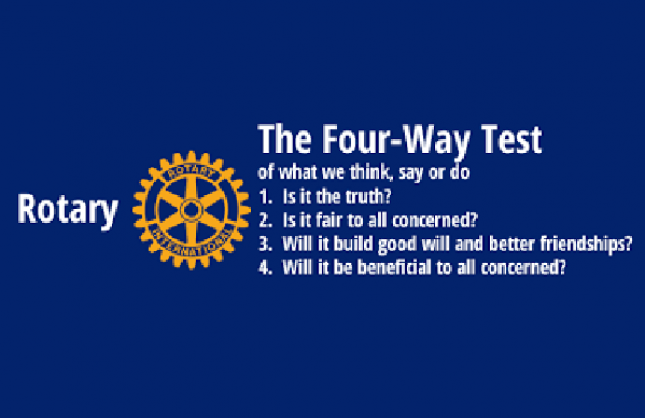 Rotary
ROTARY
INTERNATIONAL
The Four-Way Test
of what we think, say or do
1. Is it the truth?
2. Is it fair to all concerned?
3. Will it build good will and better friendships?
4. Will it be beneficial to all concerned?